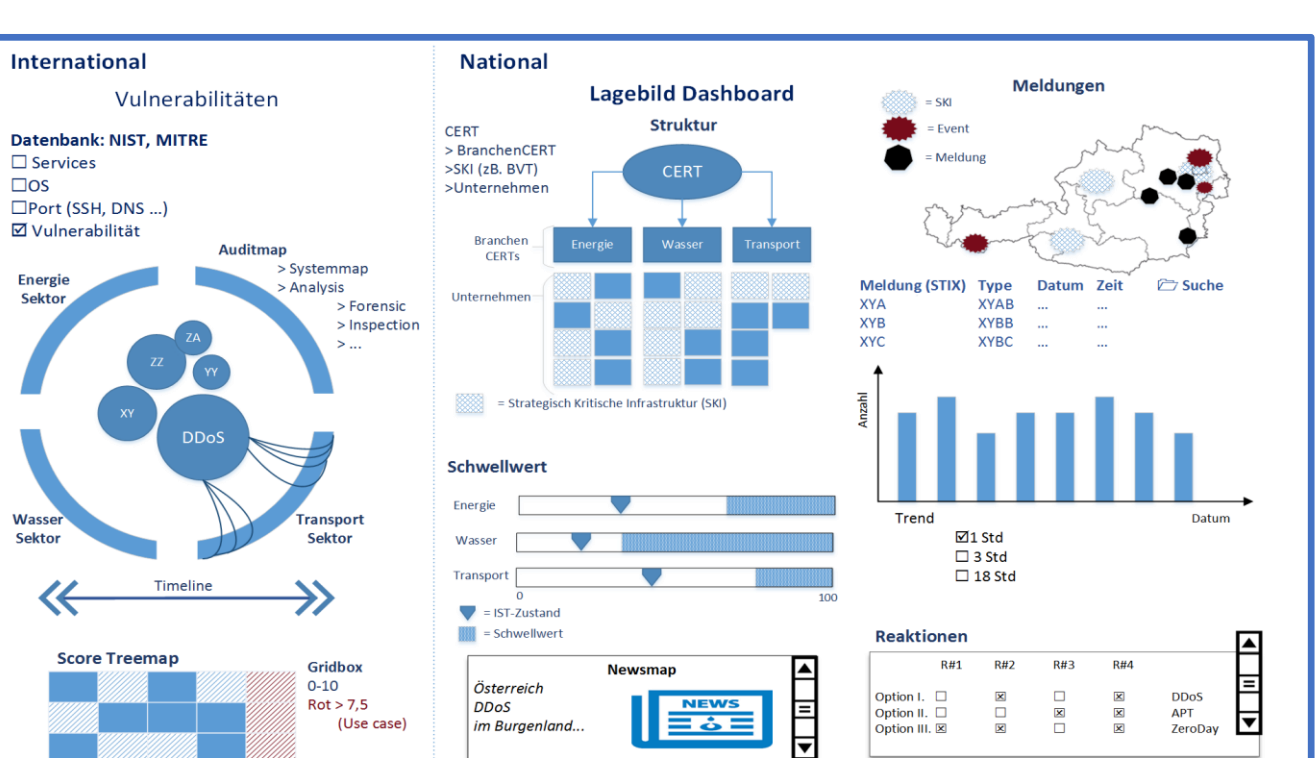 International
Vulnerabilitäten
Datenbank: NIST, MITRE
☐ Services
☐OS
☐Port (SSH, DNS ...)
☑ Vulnerabilität
Auditmap
> Systemmap
> Analysis
> Forensic
> Inspection
> ...
Energie
Sektor
ZA
ZZ
YY
XY
DDoS
Wasser
Sektor
Transport
Sektor
Timeline
Score Treemap
Gridbox
0-10
Rot > 7,5
(Use case)
National
Lagebild Dashboard
Struktur
CERT
> BranchenCERT
>SKI (zB. BVT)
>Unternehmen
CERT
Branchen
CERTs
Energie
Wasser
Transport
Unternehmen
= Strategisch Kritische Infrastruktur (SKI)
Schwellwert
Energie
Wasser
Transport
0
100
= IST-Zustand
= Schwellwert
Newsmap
Österreich
DDoS
im Burgenland...
NEWS
Meldungen
= SKI
= Event
= Meldung
Meldung (STIX) Type Datum Zeit Suche
XYA XYAB ... ...
XYB XYBB ... ...
XYC XYBC ... ...
Anzahl
Trend
Datum
☑1 Std
☐ 3 Std
☐ 18 Std
Reaktionen
R#1 R#2 R#3 R#4
Option I. ☐ ☒ ☐ ☒ DDoS
Option II. ☐ ☐ ☒ ☒ APT
Option III. ☒ ☒ ☐ ☒ ZeroDay